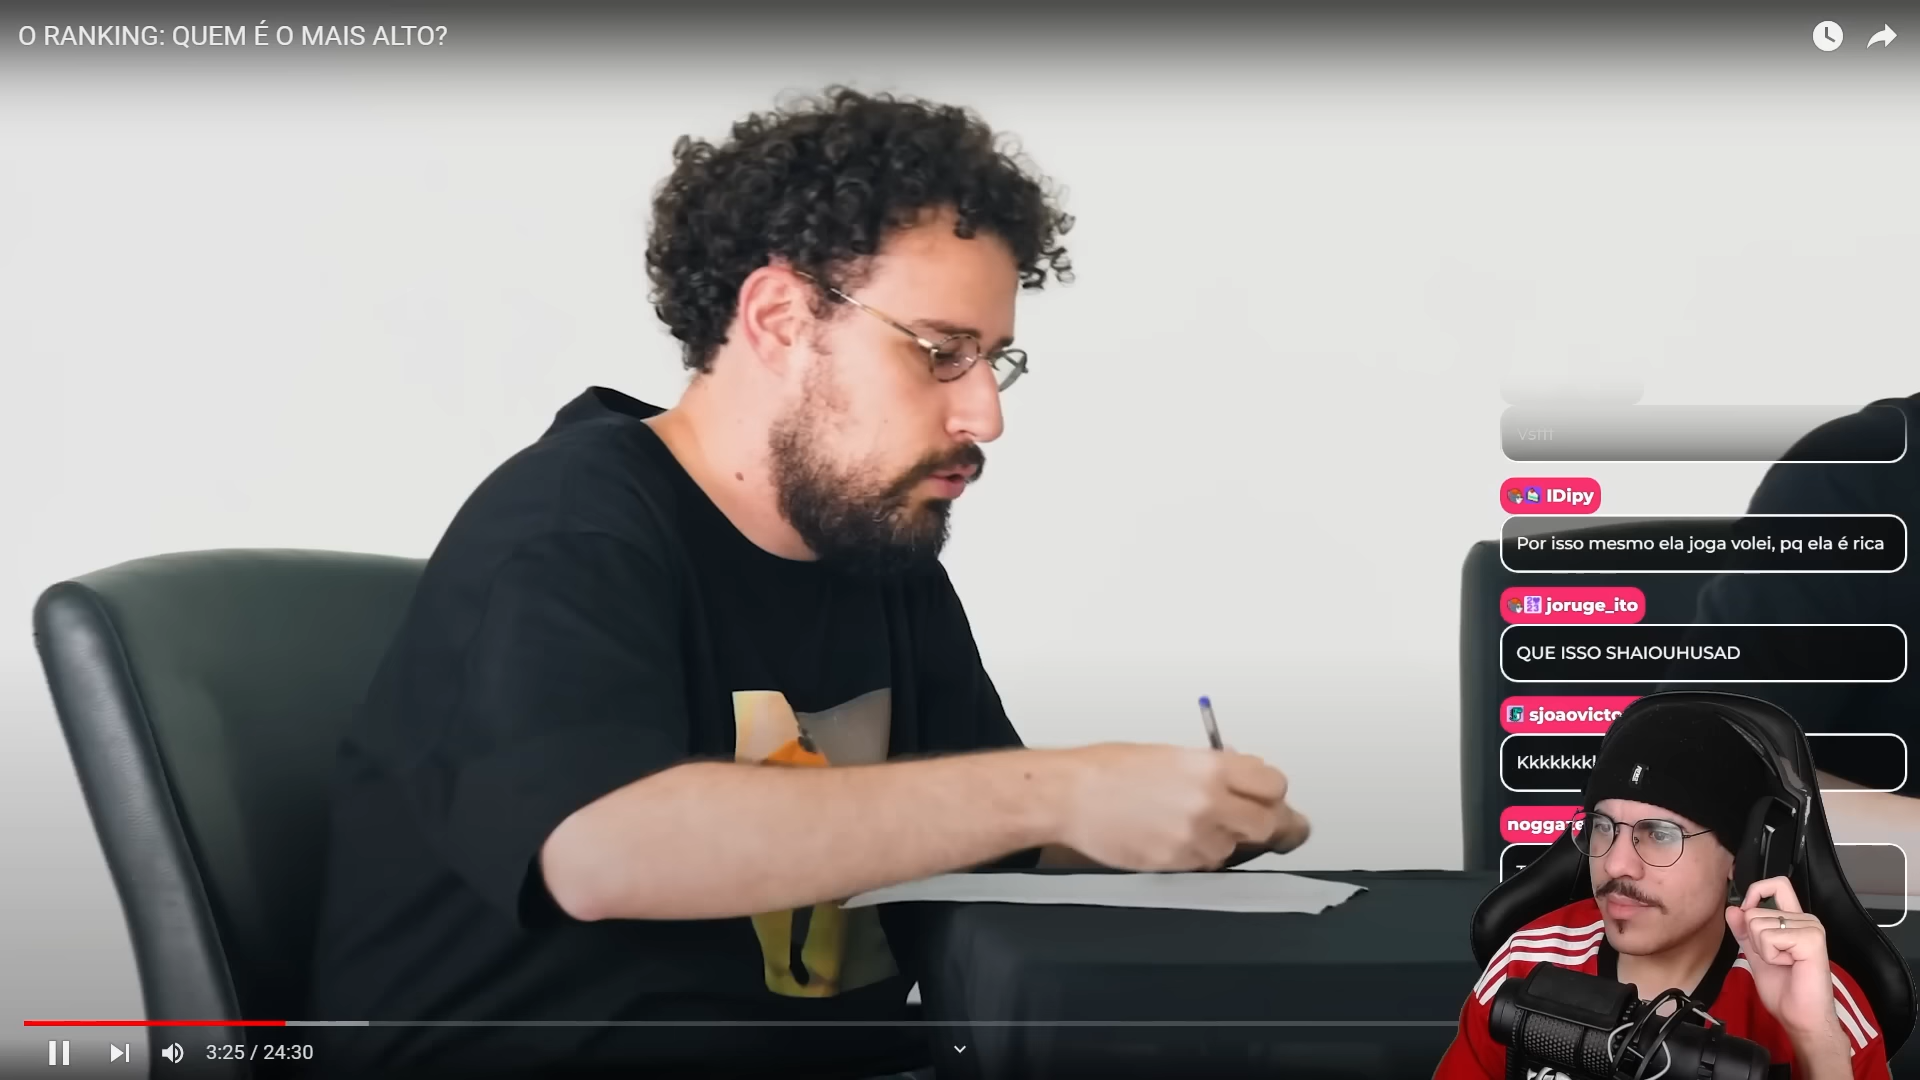 O RANKING: QUEM É O MAIS ALTO?
IDipy
Por isso mesmo ela joga volei, pq ela é rica
joruge_ito
QUE ISSO SHAIOUHUSAD
sjoaovicto
Kkkkkkk
3:25 / 24:30